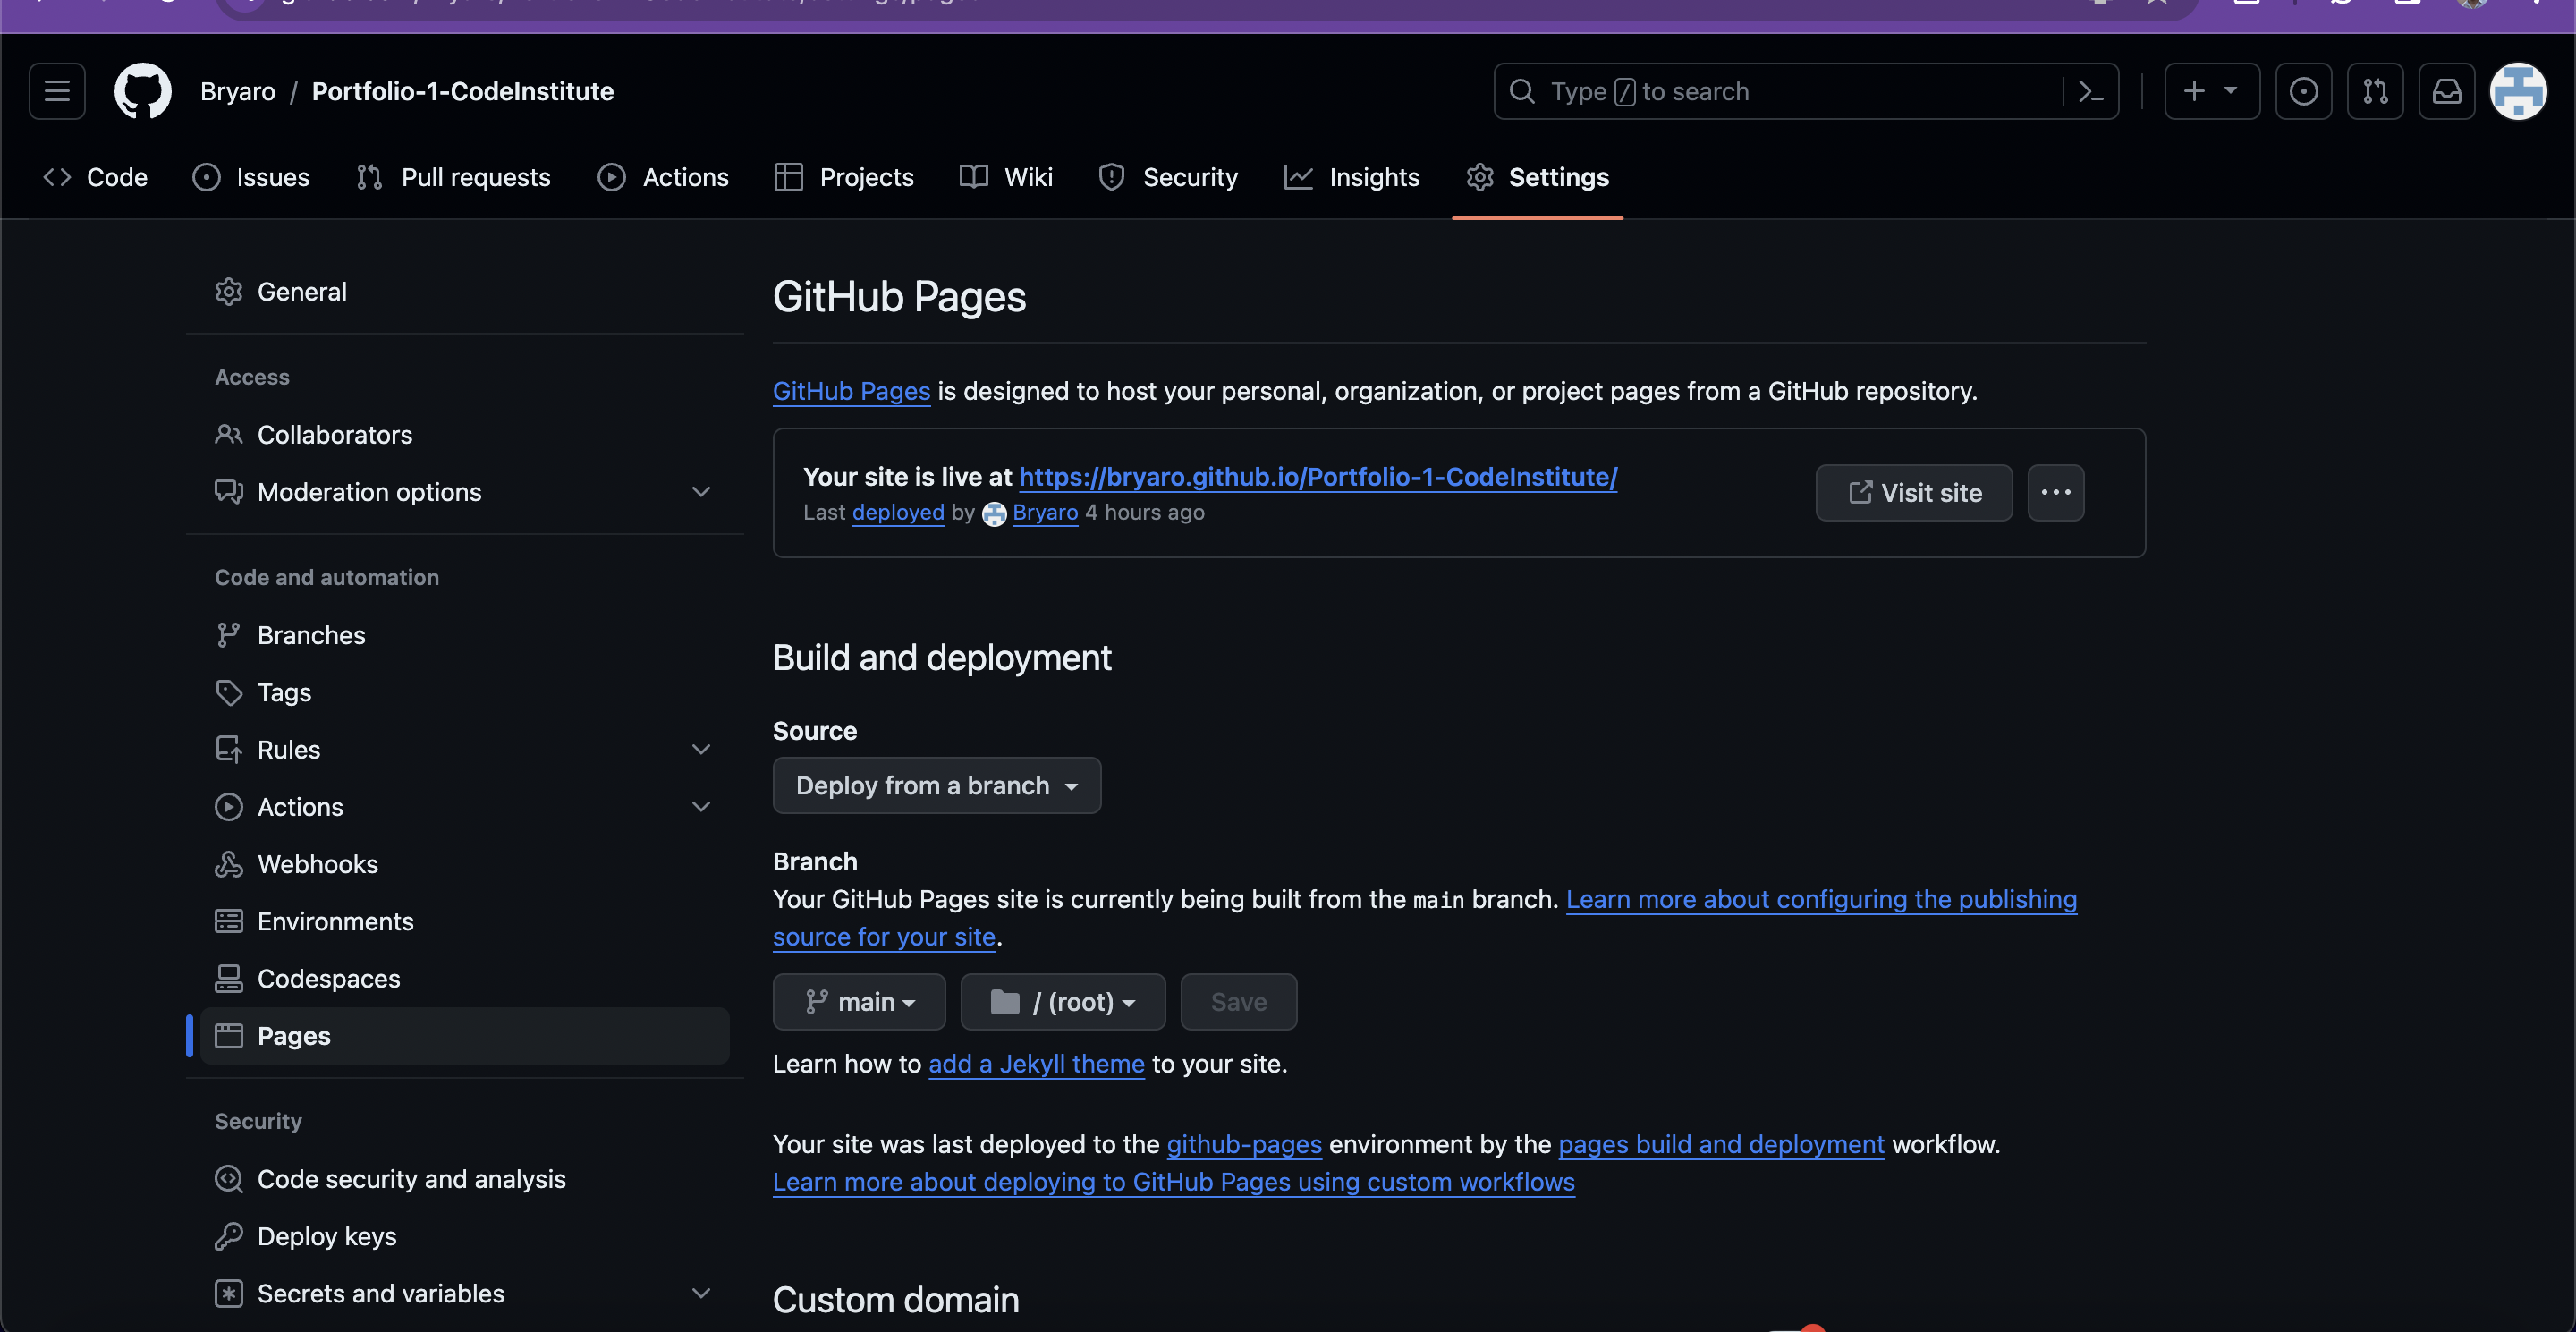 Bryaro / Portfolio-1-CodeInstitute
Type / to search
Code
Issues
Pull requests
Actions
Projects
Wiki
Security
Insights
Settings
General
Access
Collaborators
Moderation options
Code and automation
Branches
Tags
Rules
Actions
Webhooks
Environments
Codespaces
Pages
Security
Code security and analysis
Deploy keys
Secrets and variables
GitHub Pages
GitHub Pages is designed to host your personal, organization, or project pages from a GitHub repository.
Your site is live at https://bryaro.github.io/Portfolio-1-CodeInstitute/
Last deployed by Bryaro 4 hours ago
Visit site
Build and deployment
Source
Deploy from a branch
Branch
Your GitHub Pages site is currently being built from the main branch. Learn more about configuring the publishing
source for your site.
main
/ (root)
Save
Learn how to add a Jekyll theme to your site.
Your site was last deployed to the github-pages environment by the pages build and deployment workflow.
Learn more about deploying to GitHub Pages using custom workflows
Custom domain